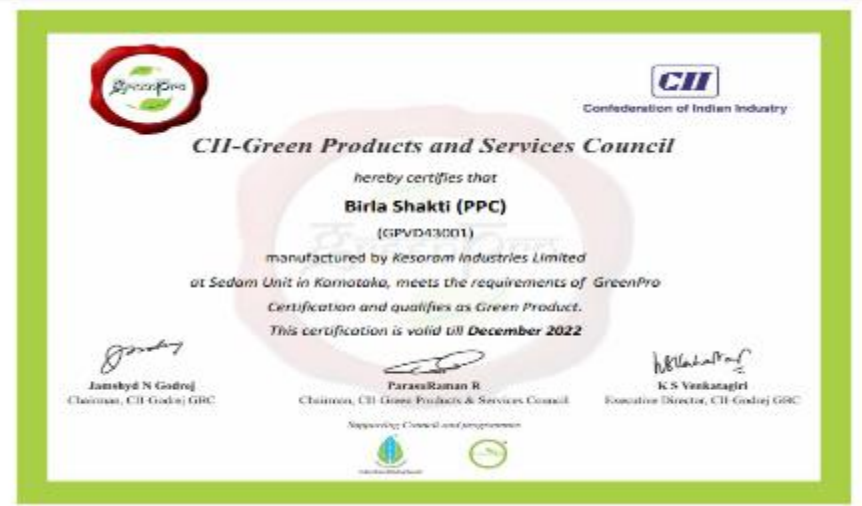 GreenPro
CII
Confederation of Indian Industry
CII-Green Products and Services Council
hereby certifies that
Birla Shakti (PPC)
(GPVD43001)
manufactured by Kesoram Industries Limited
at Sedam Unit in Karnataka, meets the requirements of GreenPro
Certification and qualifies as Green Product.
This certification is valid till December 2022
Jamshyd N Godrej
Chairman, CII-Godrej GBC
ParasuRaman R
Chairman, CII-Green Products & Services Council
K S Venkatagiri
Executive Director, CII-Godrej GBC
Supporting Council and programmes